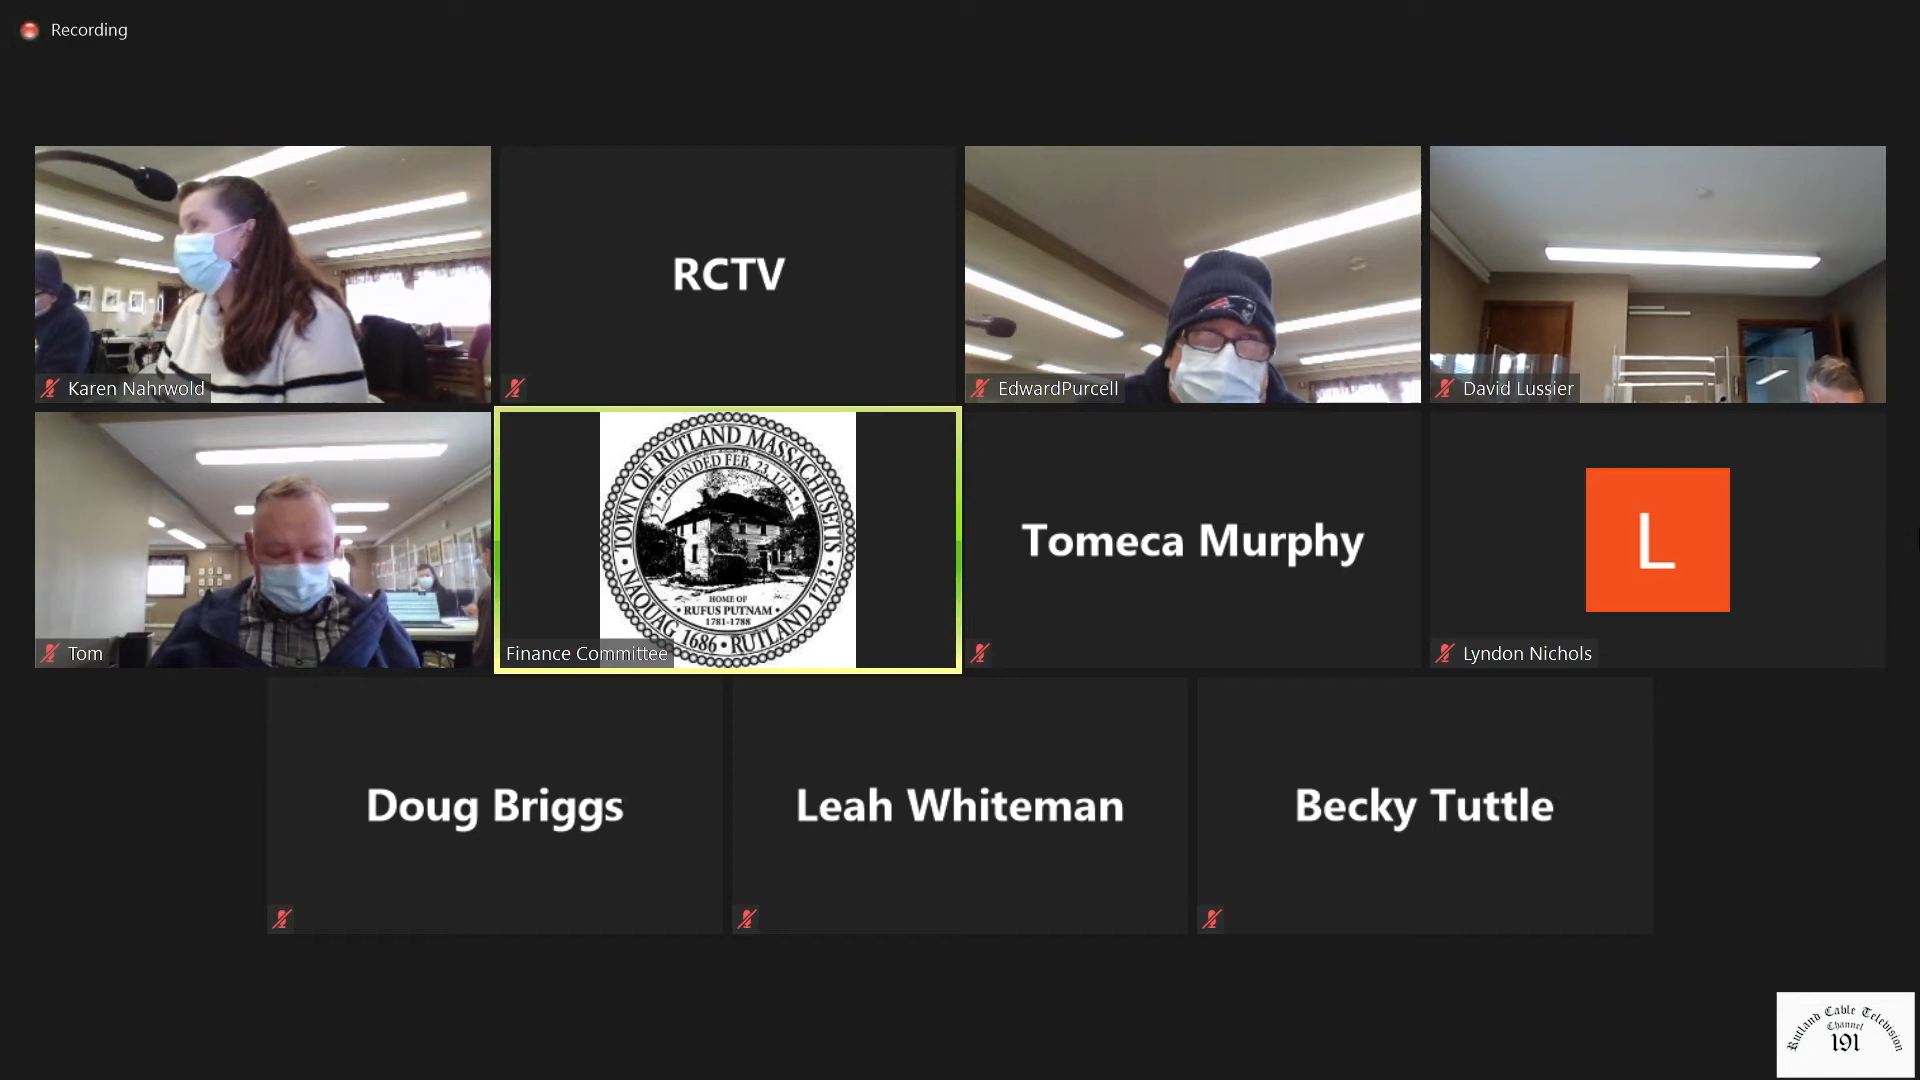 Recording
Karen Nahrwold
RCTV
EdwardPurcell
David Lussier
Tom
TOWN OF RUTLAND MASSACHUSETTS
FOUNDED FEB. 23, 1713
HOME OF
RUFUS PUTNAM
1781-1788
NAQUAG 1686 • RUTLAND 1713
Finance Committee
Tomeca Murphy
L
Lyndon Nichols
Doug Briggs
Leah Whiteman
Becky Tuttle
Rutland Cable Television
Channel
191